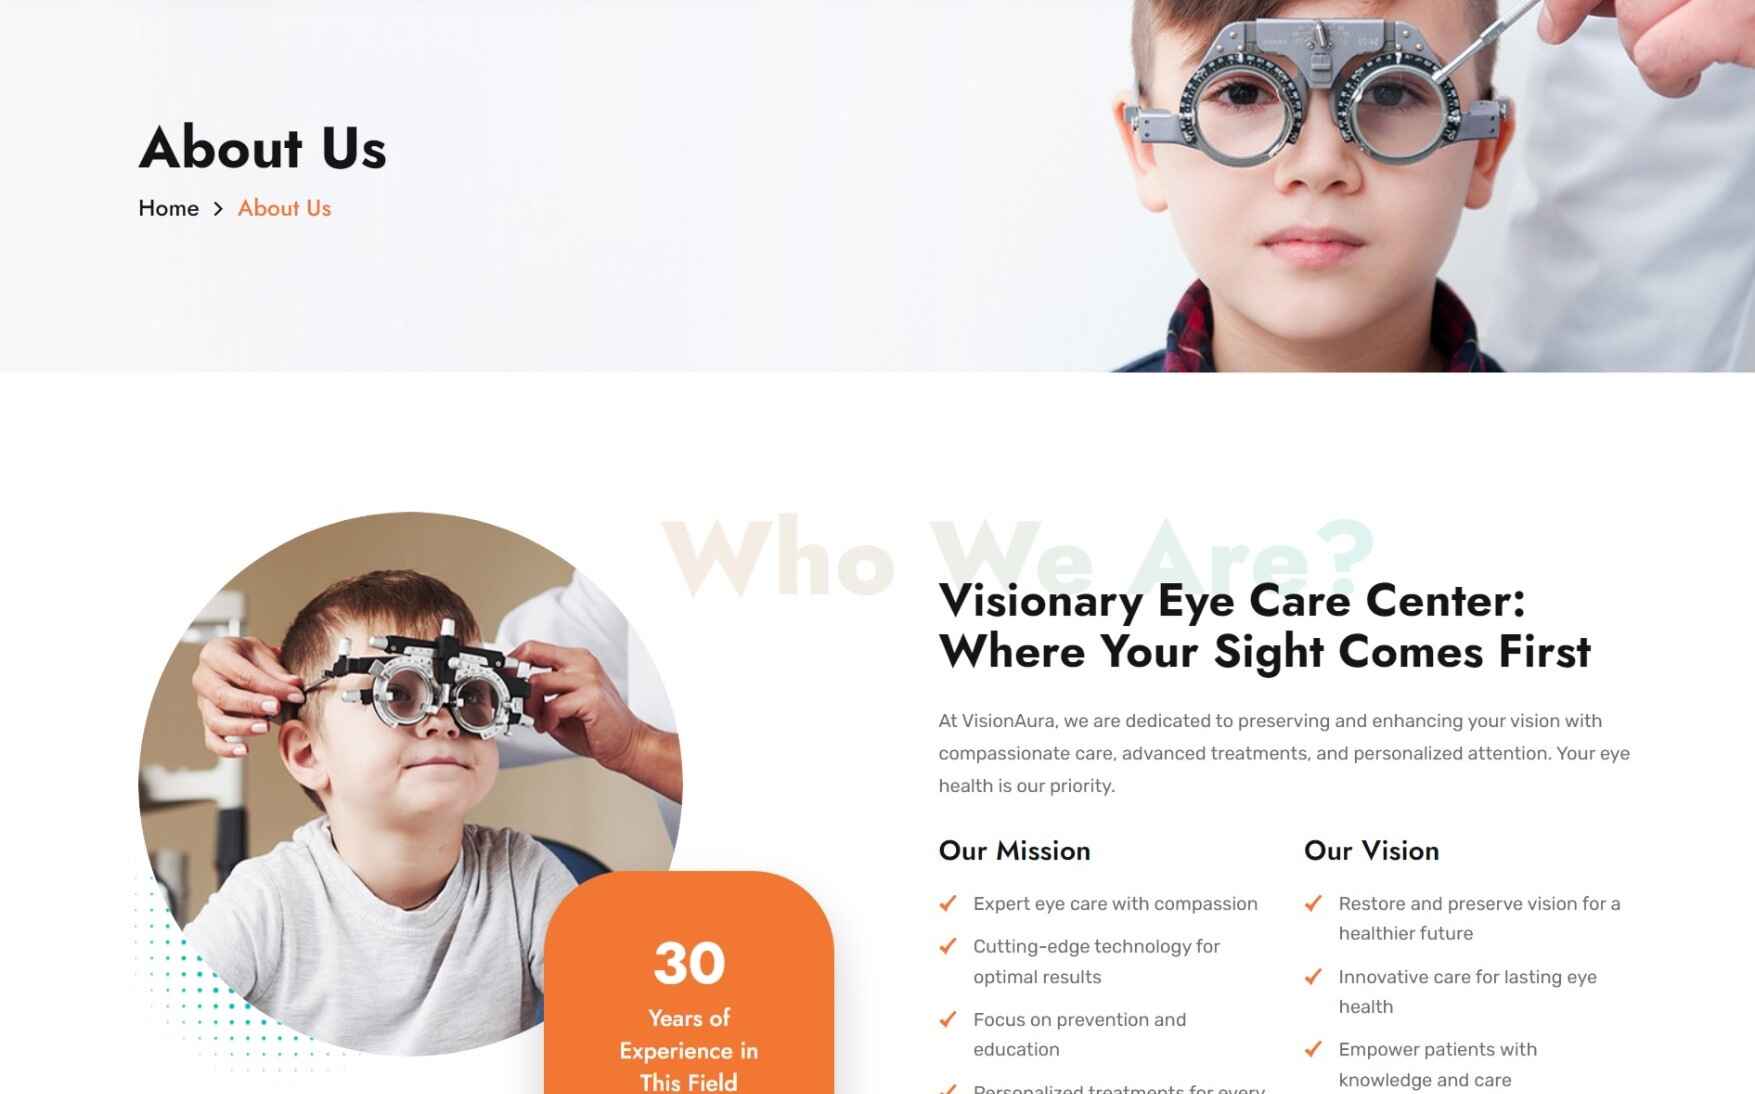 About Us
Home > About Us
Who We Are?
Visionary Eye Care Center:
Where Your Sight Comes First
At VisionAura, we are dedicated to preserving and enhancing your vision with
compassionate care, advanced treatments, and personalized attention. Your eye
health is our priority.
Our Mission
Expert eye care with compassion
Cutting-edge technology for
optimal results
Focus on prevention and
education
Personalized treatments for every
Our Vision
Restore and preserve vision for a
healthier future
Innovative care for lasting eye
health
Empower patients with
knowledge and care
30
Years of
Experience in
This Field